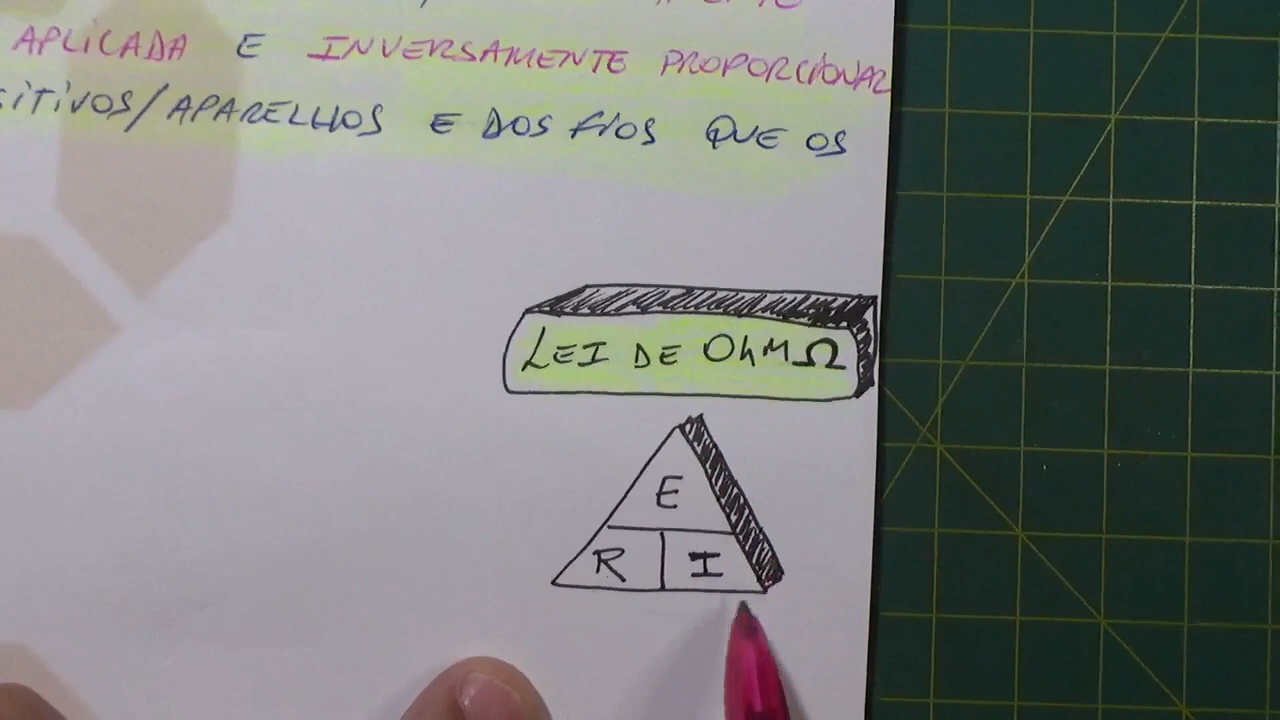 APLICADA E INVERSAMENTE PROPORCIONAL
SITIVOS/APARELHOS E DOS FIOS QUE OS
LEI DE OhM Ω
E
R I